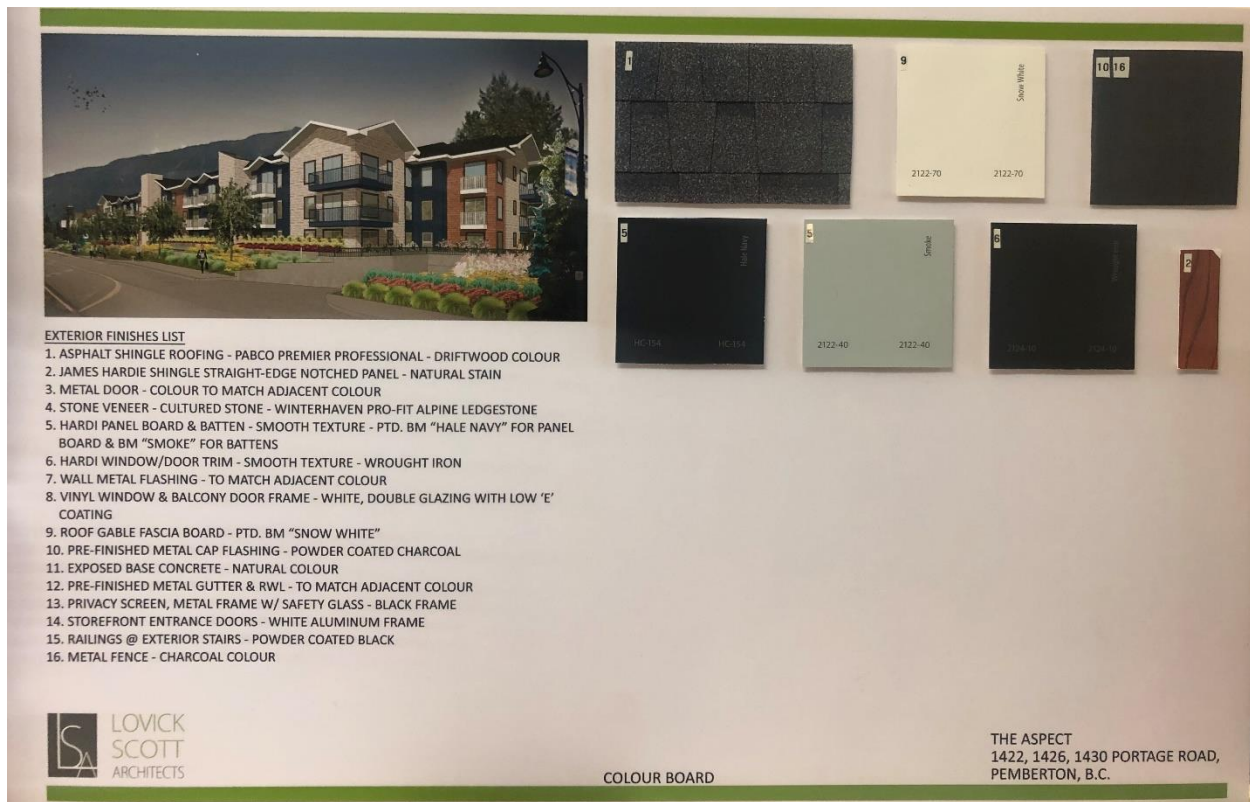 EXTERIOR FINISHES LIST
1. ASPHALT SHINGLE ROOFING - PABCO PREMIER PROFESSIONAL - DRIFTWOOD COLOUR
2. JAMES HARDIE SHINGLE STRAIGHT-EDGE NOTCHED PANEL - NATURAL STAIN
3. METAL DOOR - COLOUR TO MATCH ADJACENT COLOUR
4. STONE VENEER - CULTURED STONE - WINTERHAVEN PRO-FIT ALPINE LEDGESTONE
5. HARDI PANEL BOARD & BATTEN - SMOOTH TEXTURE - PTD. BM "HALE NAVY" FOR PANEL
BOARD & BM "SMOKE" FOR BATTENS
6. HARDI WINDOW/DOOR TRIM - SMOOTH TEXTURE - WROUGHT IRON
7. WALL METAL FLASHING - TO MATCH ADJACENT COLOUR
8. VINYL WINDOW & BALCONY DOOR FRAME - WHITE, DOUBLE GLAZING WITH LOW 'E'
COATING
9. ROOF GABLE FASCIA BOARD - PTD. BM "SNOW WHITE"
10. PRE-FINISHED METAL CAP FLASHING - POWDER COATED CHARCOAL
11. EXPOSED BASE CONCRETE - NATURAL COLOUR
12. PRE-FINISHED METAL GUTTER & RWL - TO MATCH ADJACENT COLOUR
13. PRIVACY SCREEN, METAL FRAME W/ SAFETY GLASS - BLACK FRAME
14. STOREFRONT ENTRANCE DOORS - WHITE ALUMINUM FRAME
15. RAILINGS @ EXTERIOR STAIRS - POWDER COATED BLACK
16. METAL FENCE - CHARCOAL COLOUR
1
9
Snow White
2122-70 2122-70
10 16
5
Hale Navy
HC-154 HC-154
5
Smoke
2122-40 2122-40
6
Wrought Iron
2124-10 2124-10
2
LSA
LOVICK
SCOTT
ARCHITECTS
COLOUR BOARD
THE ASPECT
1422, 1426, 1430 PORTAGE ROAD,
PEMBERTON, B.C.